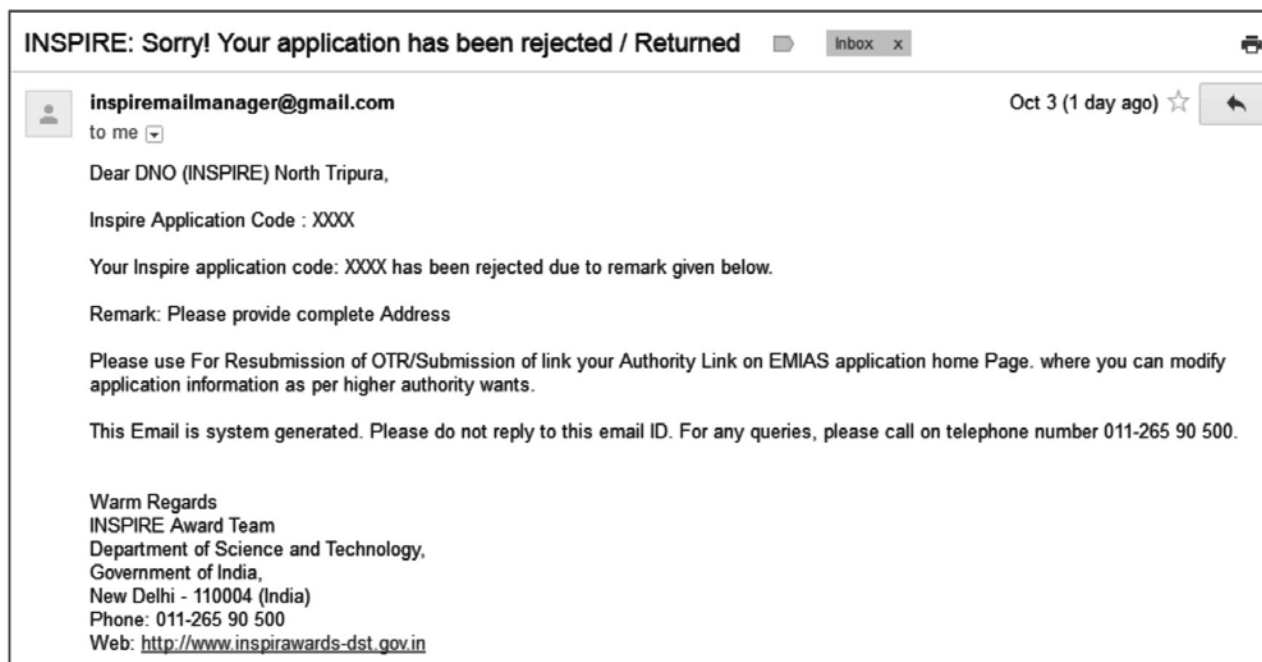 INSPIRE: Sorry! Your application has been rejected / Returned
Inbox x
inspiremailmanager@gmail.com
Oct 3 (1 day ago)
to me
Dear DNO (INSPIRE) North Tripura,
Inspire Application Code : XXXX
Your Inspire application code: XXXX has been rejected due to remark given below.
Remark: Please provide complete Address
Please use For Resubmission of OTR/Submission of link your Authority Link on EMIAS application home Page. where you can modify
application information as per higher authority wants.
This Email is system generated. Please do not reply to this email ID. For any queries, please call on telephone number 011-265 90 500.
Warm Regards
INSPIRE Award Team
Department of Science and Technology,
Government of India,
New Delhi - 110004 (India)
Phone: 011-265 90 500
Web: http://www.inspirawards-dst.gov.in